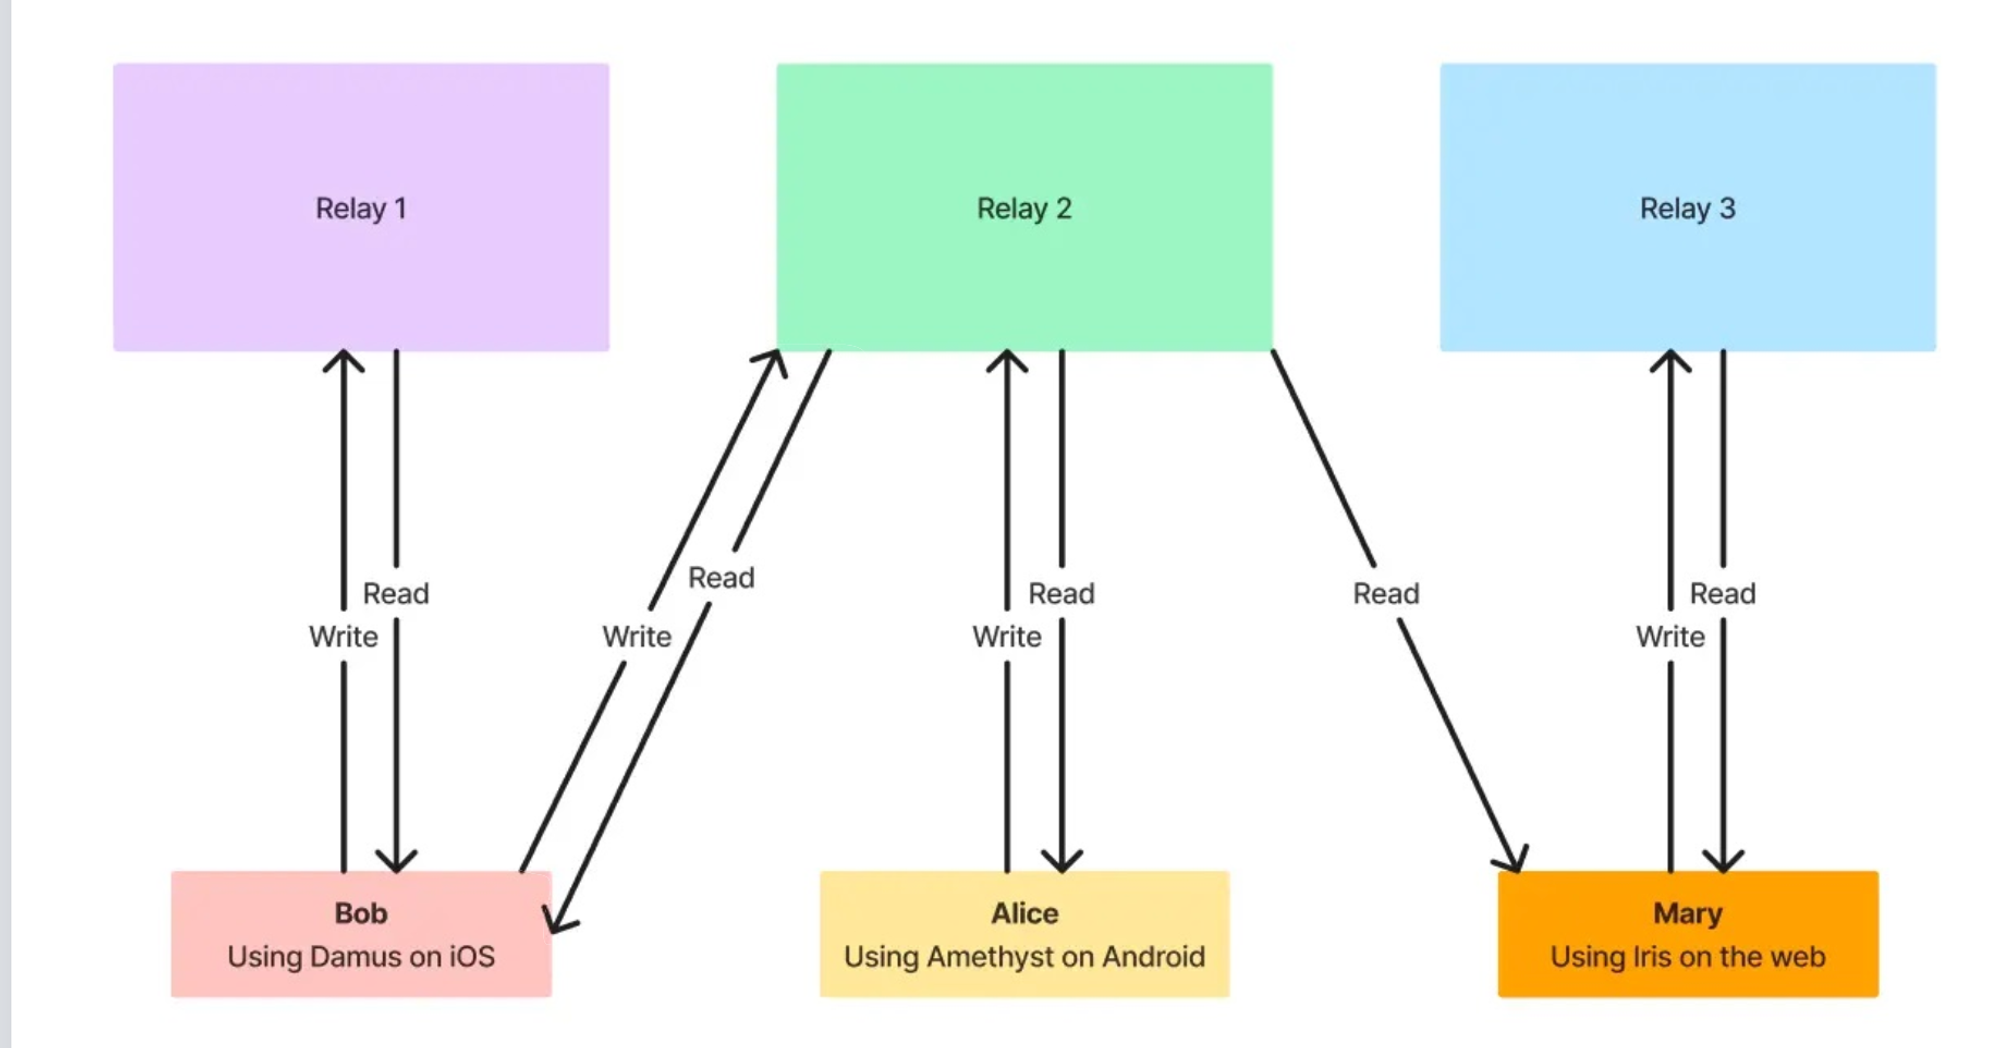 Relay 1
Relay 2
Relay 3
Read
Write
Read
Write
Read
Write
Read
Read
Write
Bob
Using Damus on iOS
Alice
Using Amethyst on Android
Mary
Using Iris on the web